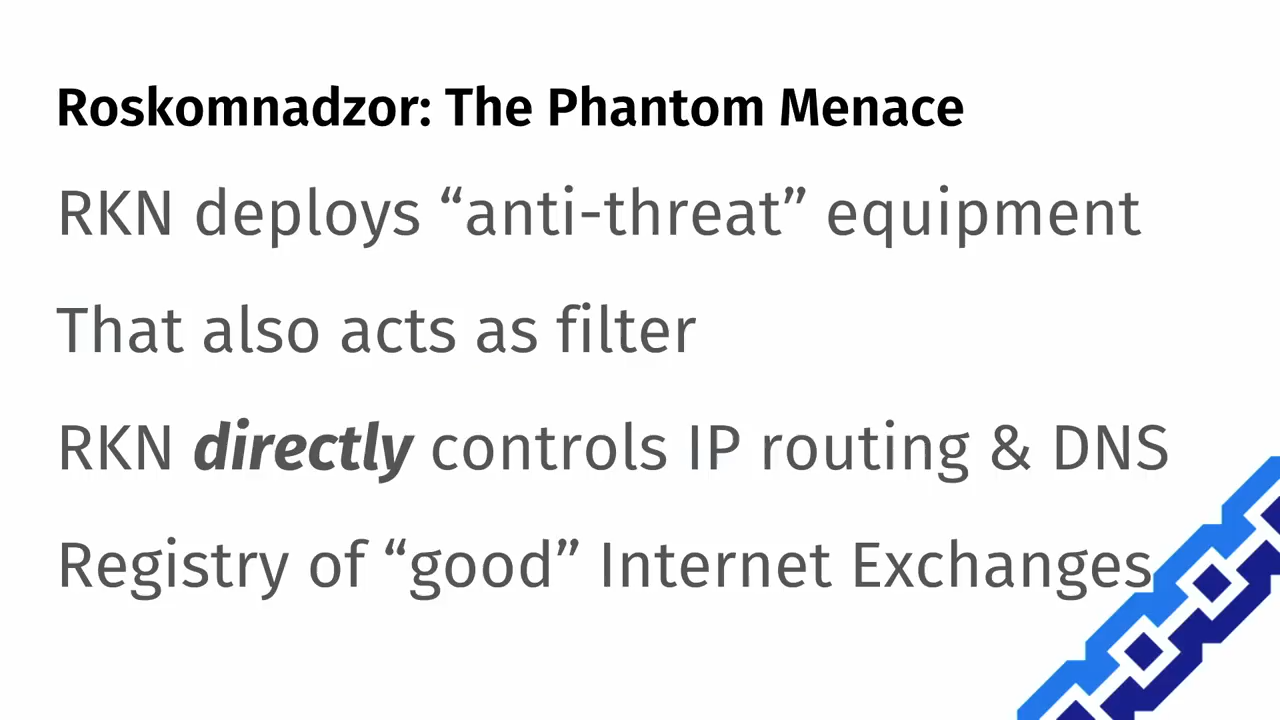 Roskomnadzor: The Phantom Menace
RKN deploys “anti-threat” equipment
That also acts as filter
RKN directly controls IP routing & DNS
Registry of “good” Internet Exchanges